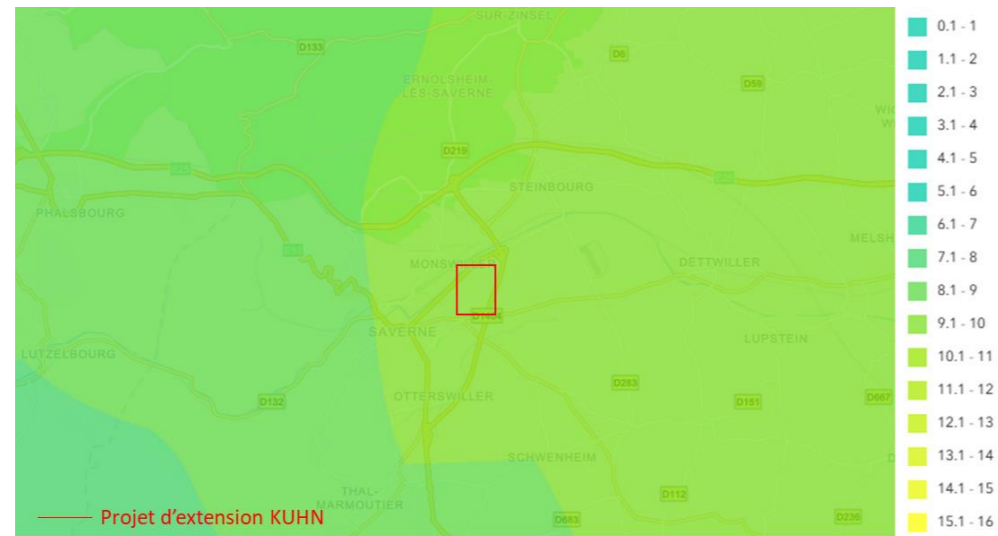 SUR-ZINSEL
D133
D6
ERNOLSHEIM-
LÈS-SAVERNE
D59
D219
STEINBOURG
PHALSBOURG
MONSWILLER
DETTWILLER
MELSH
SAVERNE
LUPSTEIN
LUTZELBOURG
D132
OTTERSWILLER
D283
D151
D667
SCHWENHEIM
THAL-
MARMOUTIER
D112
D683
D236
Projet d'extension KUHN
0.1 - 1
1.1 - 2
2.1 - 3
3.1 - 4
4.1 - 5
5.1 - 6
6.1 - 7
7.1 - 8
8.1 - 9
9.1 - 10
10.1 - 11
11.1 - 12
12.1 - 13
13.1 - 14
14.1 - 15
15.1 - 16